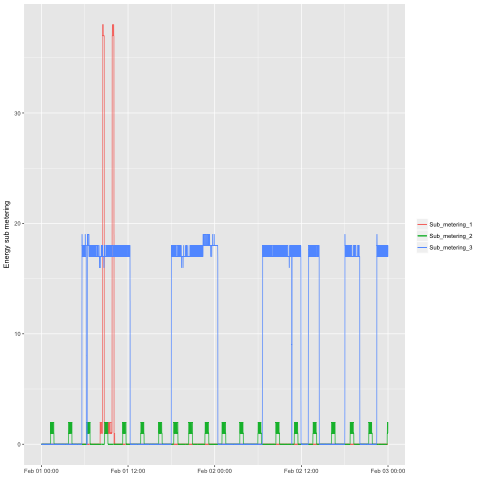 Energy sub metering
30
20
10
0
Feb 01 00:00 Feb 01 12:00 Feb 02 00:00 Feb 02 12:00 Feb 03 00:00
Sub_metering_1
Sub_metering_2
Sub_metering_3